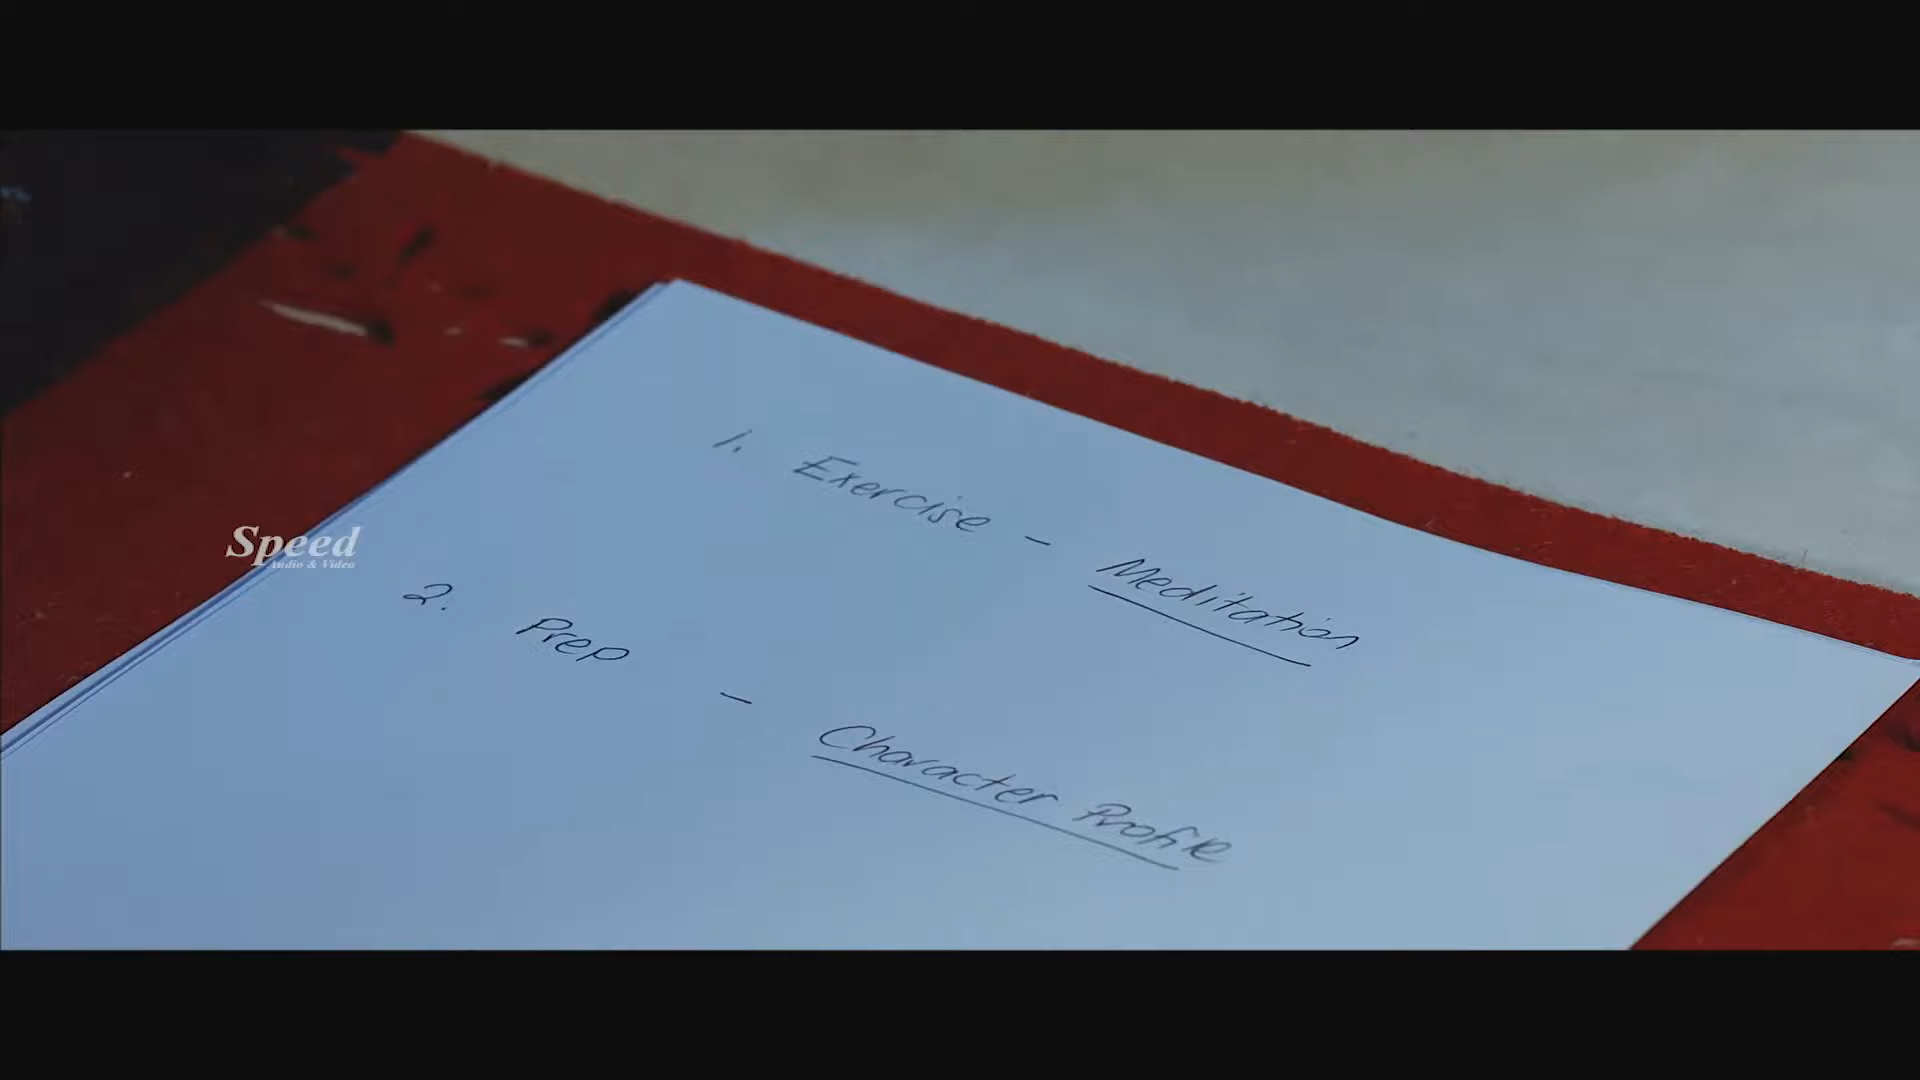 1. Exercise - Meditation
Speed
Audio & Video
2. Prep - Character Profile